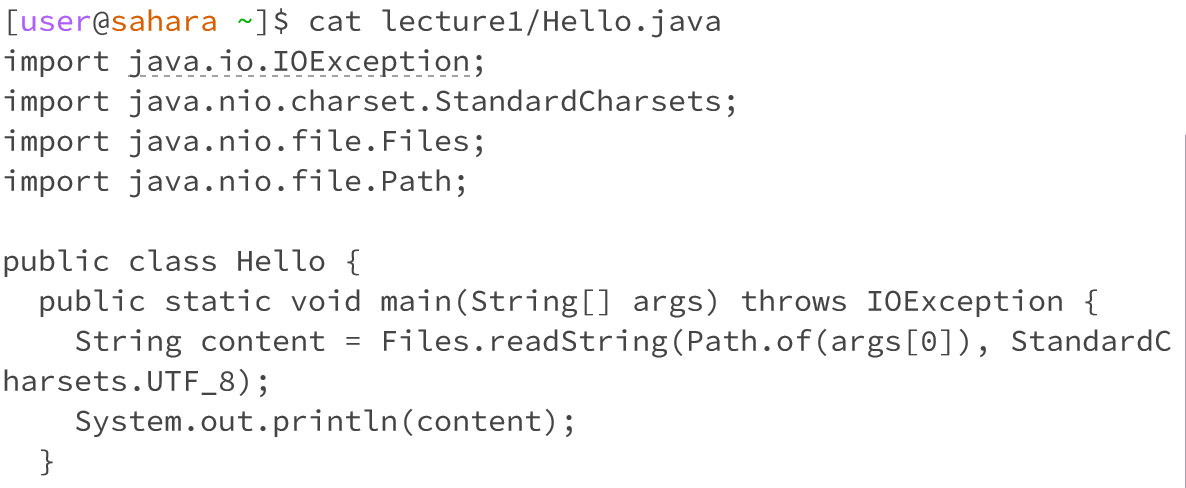 [user@sahara ~]$ cat lecture1/Hello.java
import java.io.IOException;
import java.nio.charset.StandardCharsets;
import java.nio.file.Files;
import java.nio.file.Path;

public class Hello {
  public static void main(String[] args) throws IOException {
    String content = Files.readString(Path.of(args[0]), StandardC
harsets.UTF_8);
    System.out.println(content);
  }